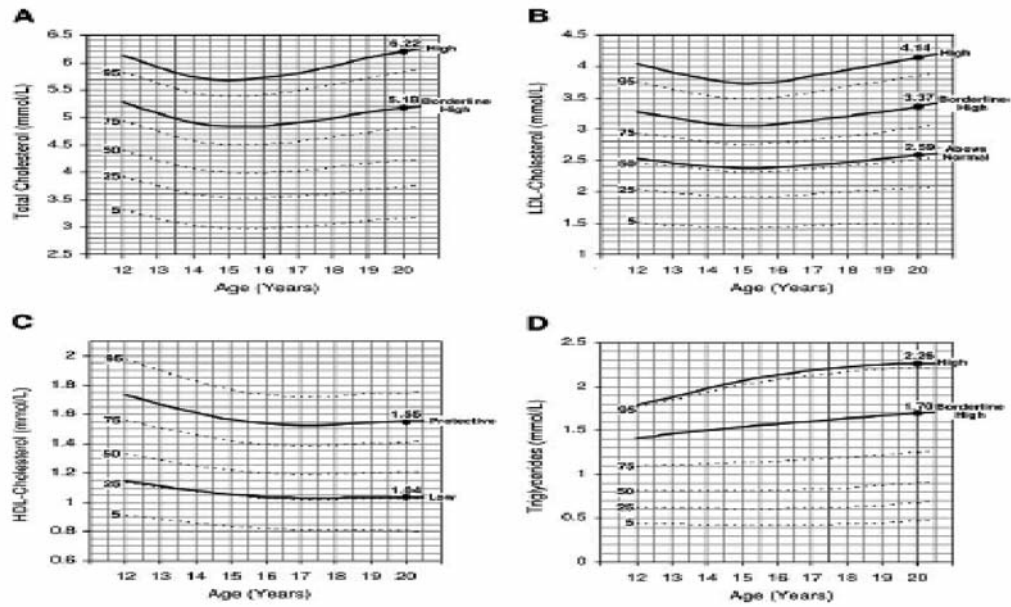 A
Total Cholesterol (mmol/L)
6.5
6
5.5
5
4.5
4
3.5
3
2.5
95
75
50
25
5
6.22
High
5.18
Borderline-
High
12 13 14 15 16 17 18 19 20
Age (Years)
B
LDL-Cholesterol (mmol/L)
4.5
4
3.5
3
2.5
2
1.5
1
95
75
50
25
5
4.14
High
3.37
Borderline-
High
Above
Normal
2.59
12 13 14 15 16 17 18 19 20
Age (Years)
C
HDL-Cholesterol (mmol/L)
2
1.8
1.6
1.4
1.2
1
0.8
0.6
95
75
50
25
5
1.55
Protective
Low
12 13 14 15 16 17 18 19 20
Age (Years)
D
Triglycerides (mmol/L)
2.5
2
1.5
1
0.5
0
95
75
50
25
5
High
1.70
Borderline
High
12 13 14 15 16 17 18 19 20
Age (Years)